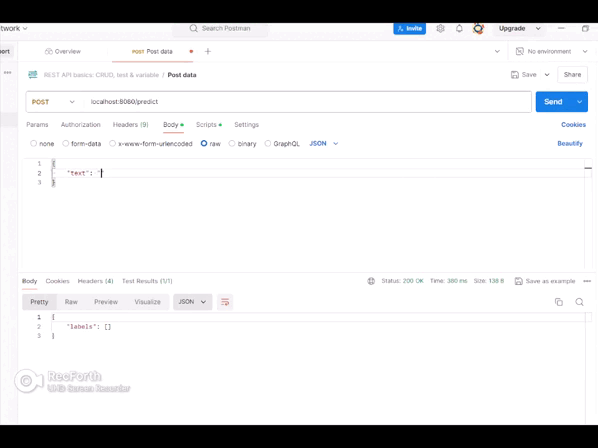 etwork
Search Postman
Invite
Upgrade
ert
Overview
POST Post data
No environment
REST API basics: CRUD, test & variable / Post data
Save
Share
POST
localhost:8080/predict
Send
Params
Authorization
Headers (9)
Body
Scripts
Settings
Cookies
none
form-data
x-www-form-urlencoded
raw
binary
GraphQL
JSON
Beautify
1 {
2 "text": "
3 }
Body
Cookies
Headers (4)
Test Results (1/1)
Status: 200 OK Time: 380 ms Size: 138 B
Save as example
Pretty
Raw
Preview
Visualize
JSON
1 {
2 "labels": []
3 }
RecForth
UHD Screen Recorder